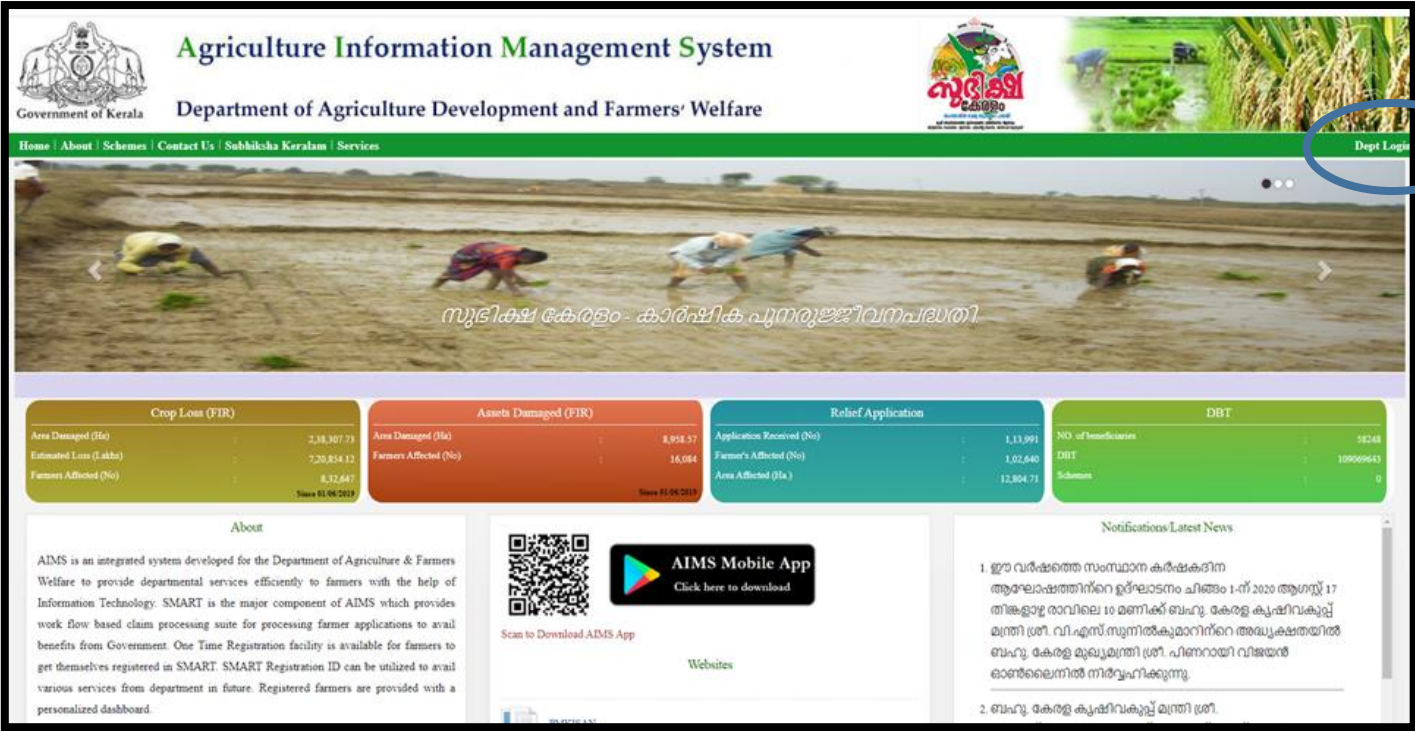 Agriculture Information Management System
Government of Kerala
Department of Agriculture Development and Farmers' Welfare
സുഭിക്ഷ
കേരളം
Home | About | Schemes | Contact Us | Subhiksha Keralam | Services
Dept Login
സുഭിക്ഷ കേരളം - കാർഷിക പുനരുജ്ജീവനപദ്ധതി.
Crop Loss (FIR)
Area Damaged (Ha) : 2,38,307.73
Estimated Loss (Lakhs) : 7,20,854.12
Farmers Affected (No) : 8,32,647
Since 01/06/2019
Assets Damaged (FIR)
Area Damaged (Ha) : 8,958.57
Farmers Affected (No) : 16,084
Since 01/06/2019
Relief Application
Application Received (No) : 1,13,991
Farmer's Affected (No) : 1,02,640
Area Affected (Ha.) : 12,804.71
DBT
NO. of beneficiaries : 58248
DBT : 109069643
Schemes : 0
About
AIMS is an integrated system developed for the Department of Agriculture & Farmers
Welfare to provide departmental services efficiently to farmers with the help of
Information Technology. SMART is the major component of AIMS which provides
work flow based claim processing suite for processing farmer applications to avail
benefits from Government. One Time Registration facility is available for farmers to
get themselves registered in SMART. SMART Registration ID can be utilized to avail
various services from department in future. Registered farmers are provided with a
personalized dashboard.
AIMS Mobile App
Click here to download
Scan to Download AIMS App
Websites
PMKISAN
Notifications/Latest News
1. ഈ വർഷത്തെ സംസ്ഥാന കർഷകദിന
ആഘോഷത്തിന്റെ ഉദ്ഘാടനം ചിങ്ങം 1-ന് 2020 ആഗസ്റ്റ് 17
തിങ്കളാഴ്ച രാവിലെ 10 മണിക്ക് ബഹു. കേരള കൃഷിവകുപ്പ്
മന്ത്രി ശ്രീ. വി.എസ്.സുനിൽകുമാറിന്റെ അദ്ധ്യക്ഷതയിൽ
ബഹു. കേരള മുഖ്യമന്ത്രി ശ്രീ. പിണറായി വിജയൻ
ഓൺലൈനിൽ നിർവ്വഹിക്കുന്നു.
2. ബഹു. കേരള കൃഷിവകുപ്പ് മന്ത്രി ശ്രീ.